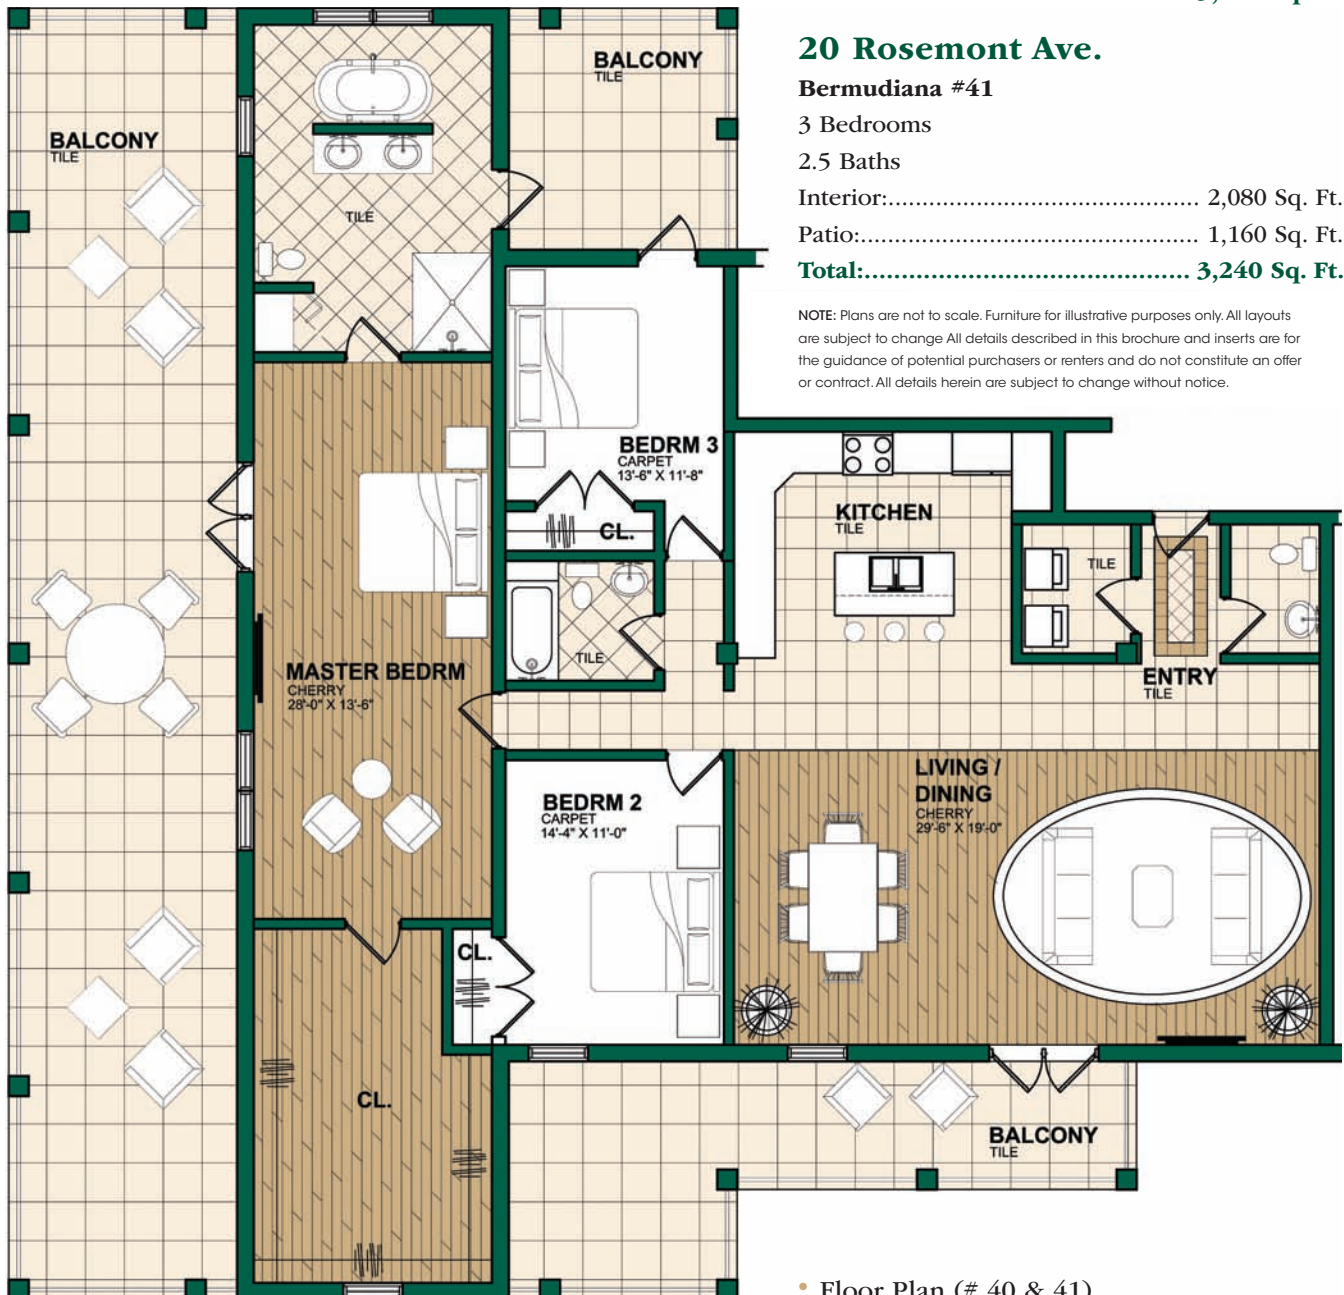 20 Rosemont Ave.
Bermudiana #41
3 Bedrooms
2.5 Baths
Interior:............................................ 2,080 Sq. Ft.
Patio:................................................ 1,160 Sq. Ft.
Total:.......................................... 3,240 Sq. Ft.
NOTE: Plans are not to scale. Furniture for illustrative purposes only. All layouts
are subject to change All details described in this brochure and inserts are for
the guidance of potential purchasers or renters and do not constitute an offer
or contract. All details herein are subject to change without notice.
BALCONY
TILE
BALCONY
TILE
TILE
BEDRM 3
CARPET
13'-6" X 11'-8"
CL.
KITCHEN
TILE
TILE
TILE
ENTRY
TILE
MASTER BEDRM
CHERRY
28'-0" X 13'-6"
BEDRM 2
CARPET
14'-4" X 11'-0"
LIVING /
DINING
CHERRY
29'-6" X 19'-0"
CL.
CL.
BALCONY
TILE
• Floor Plan (# 40 & 41)